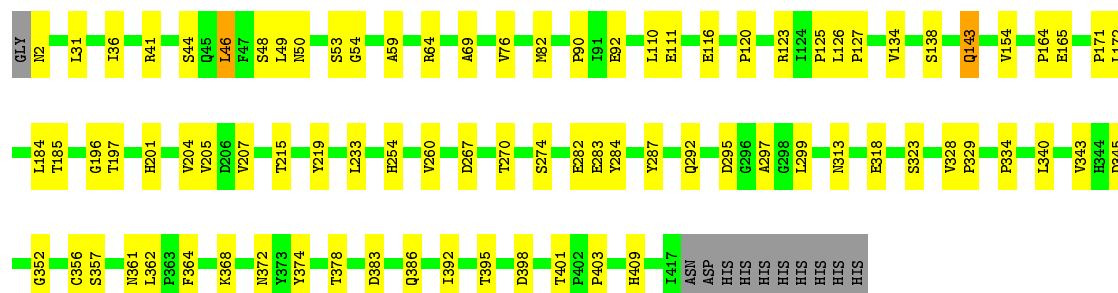 GLY N2 L31 I36 R41 S44 Q45 L46 F47 S48 L49 N50 S53 G54 A59 R64 A69 V76 M82 P90 I91 E92 L110 E111 E116 P120 R123 I124 P125 L126 P127 V134 S138 Q143 V154 P164 E165 P171 L172
L184 T185 G196 T197 H201 V204 V205 D206 V207 T215 Y219 L233 H254 V260 D267 T270 S274 E282 E283 Y284 Y287 Q292 D295 G296 A297 G298 L299 N313 E318 S323 V328 P329 P334 L340 V343 H344 D345
G352 C356 S357 N361 L362 P363 F364 K368 N372 Y373 Y374 T378 D383 Q386 I392 T395 D398 T401 P402 P403 H409 I417 ASN ASP HIS HIS HIS HIS HIS HIS